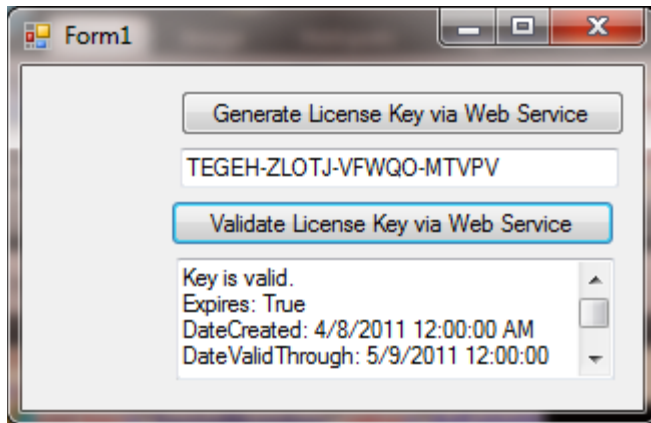 Form1
Generate License Key via Web Service
TEGEH-ZLOTJ-VFWQO-MTVPV
Validate License Key via Web Service
Key is valid.
Expires: True
DateCreated: 4/8/2011 12:00:00 AM
DateValidThrough: 5/9/2011 12:00:00